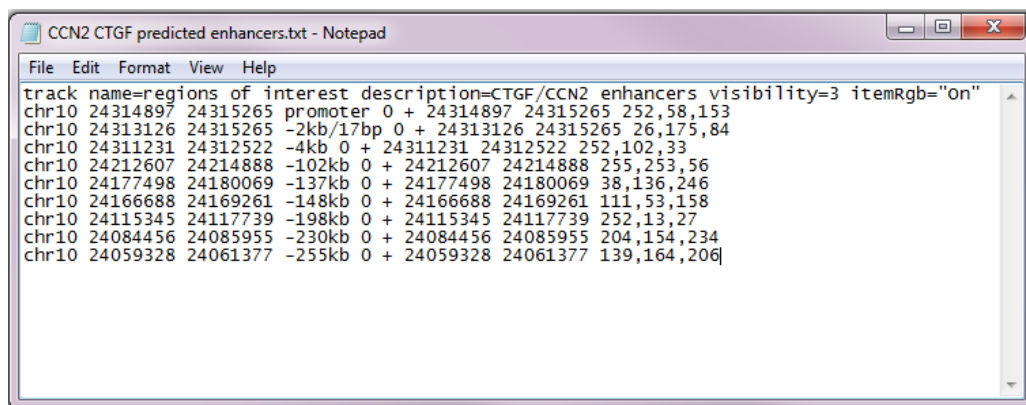 CCN2 CTGF predicted enhancers.txt - Notepad
File Edit Format View Help
track name=regions of interest description=CTGF/CCN2 enhancers visibility=3 itemRgb="On"
chr10 24314897 24315265 promoter 0 + 24314897 24315265 252,58,153
chr10 24313126 24315265 -2kb/17bp 0 + 24313126 24315265 26,175,84
chr10 24311231 24312522 -4kb 0 + 24311231 24312522 252,102,33
chr10 24212607 24214888 -102kb 0 + 24212607 24214888 255,253,56
chr10 24177498 24180069 -137kb 0 + 24177498 24180069 38,136,246
chr10 24166688 24169261 -148kb 0 + 24166688 24169261 111,53,158
chr10 24115345 24117739 -198kb 0 + 24115345 24117739 252,13,27
chr10 24084456 24085955 -230kb 0 + 24084456 24085955 204,154,234
chr10 24059328 24061377 -255kb 0 + 24059328 24061377 139,164,206